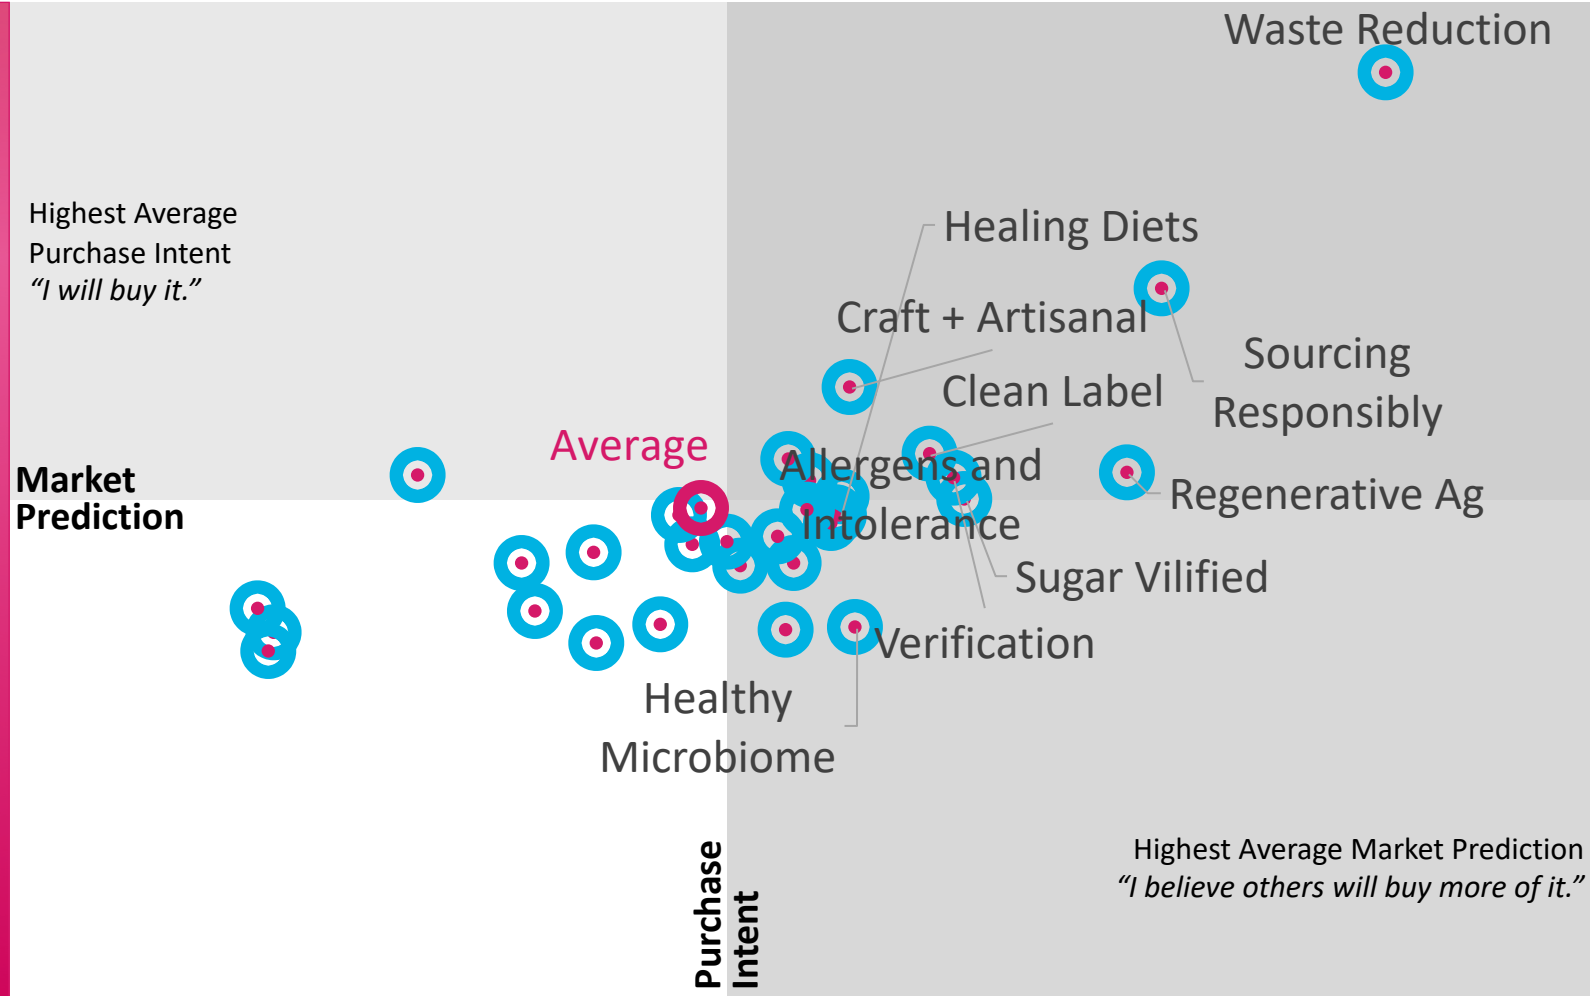 Waste Reduction
Highest Average
Purchase Intent
“I will buy it.”
Healing Diets
Craft + Artisanal
Sourcing
Responsibly
Clean Label
Average
Allergens and
Intolerance
Market
Prediction
Regenerative Ag
Sugar Vilified
Verification
Healthy
Microbiome
Purchase
Intent
Highest Average Market Prediction
“I believe others will buy more of it.”